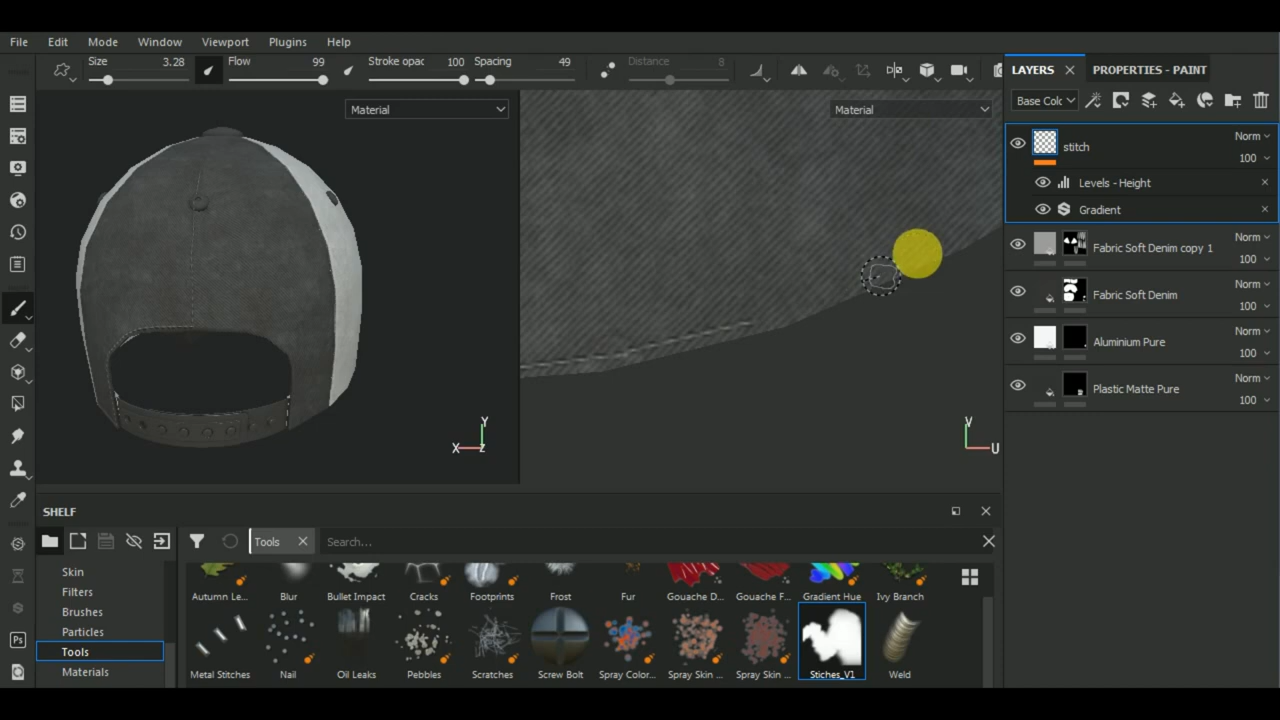 File Edit Mode Window Viewport Plugins Help
Size 3.28 Flow 99 Stroke opac 100 Spacing 49 Distance 8
LAYERS PROPERTIES - PAINT
Material
Material
Base Colc
stitch Norm 100
Levels - Height
Gradient
Fabric Soft Denim copy 1 Norm 100
Fabric Soft Denim Norm 100
Aluminium Pure Norm 100
Plastic Matte Pure Norm 100
Y
X Z
V
U
SHELF
Tools Search...
Skin
Filters
Brushes
Particles
Tools
Materials
Autumn Le... Blur Bullet Impact Cracks Footprints Frost Fur Gouache D... Gouache F... Gradient Hue Ivy Branch
Metal Stitches Nail Oil Leaks Pebbles Scratches Screw Bolt Spray Color... Spray Skin ... Spray Skin ... Stiches_V1 Weld
Ps